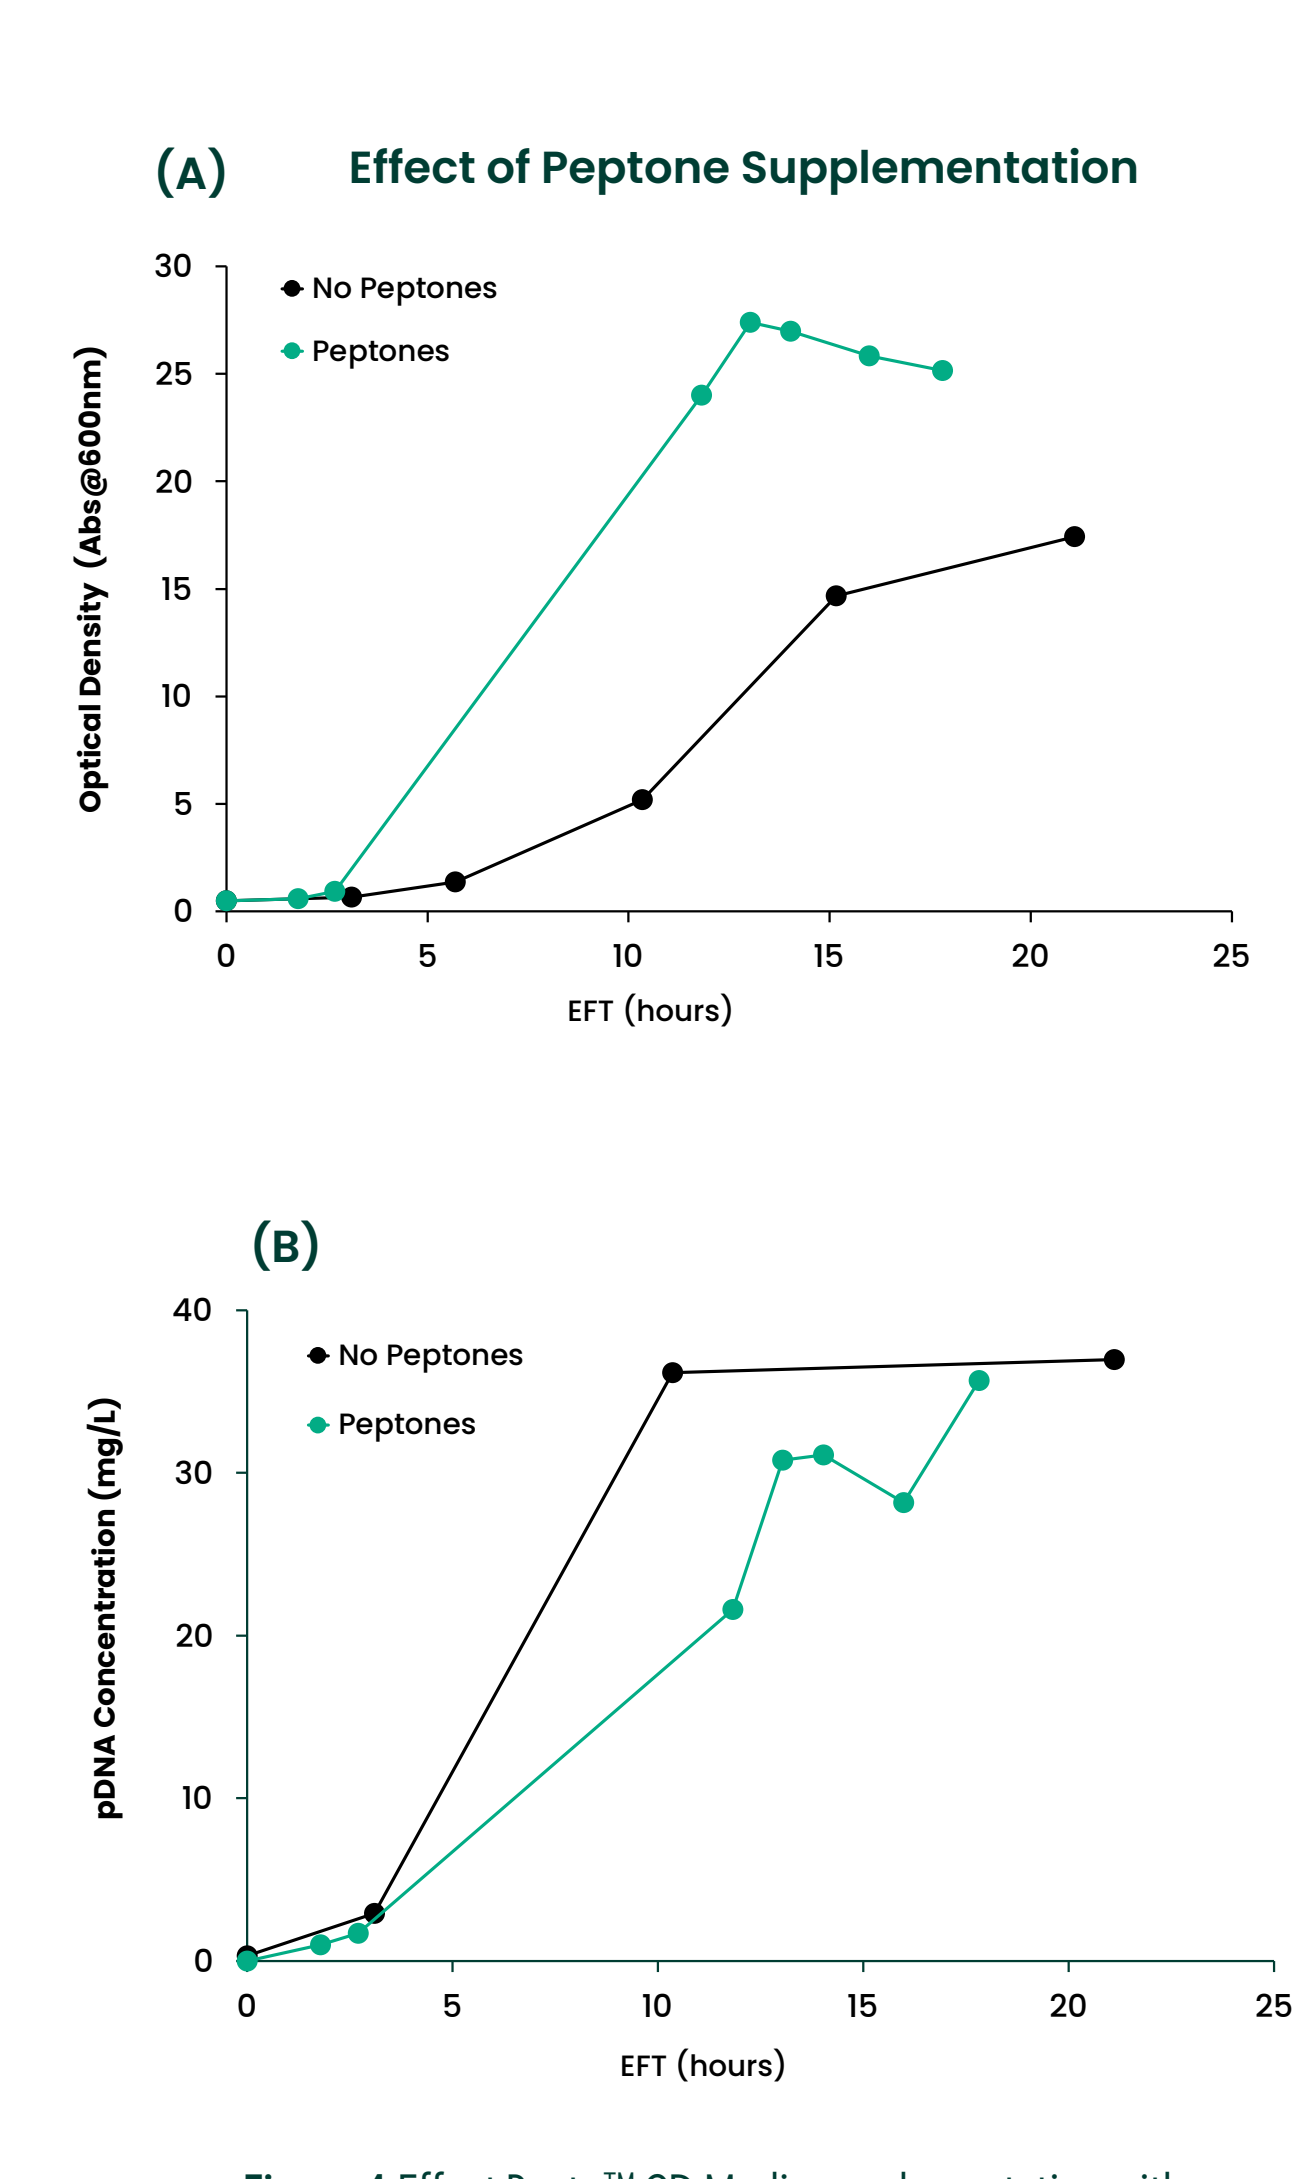 (A) Effect of Peptone Supplementation
30
No Peptones
Peptones
25
20
15
10
5
0
Optical Density (Abs@600nm)
0 5 10 15 20 25
EFT (hours)
(B)
40
No Peptones
Peptones
30
20
10
0
pDNA Concentration (mg/L)
0 5 10 15 20 25
EFT (hours)